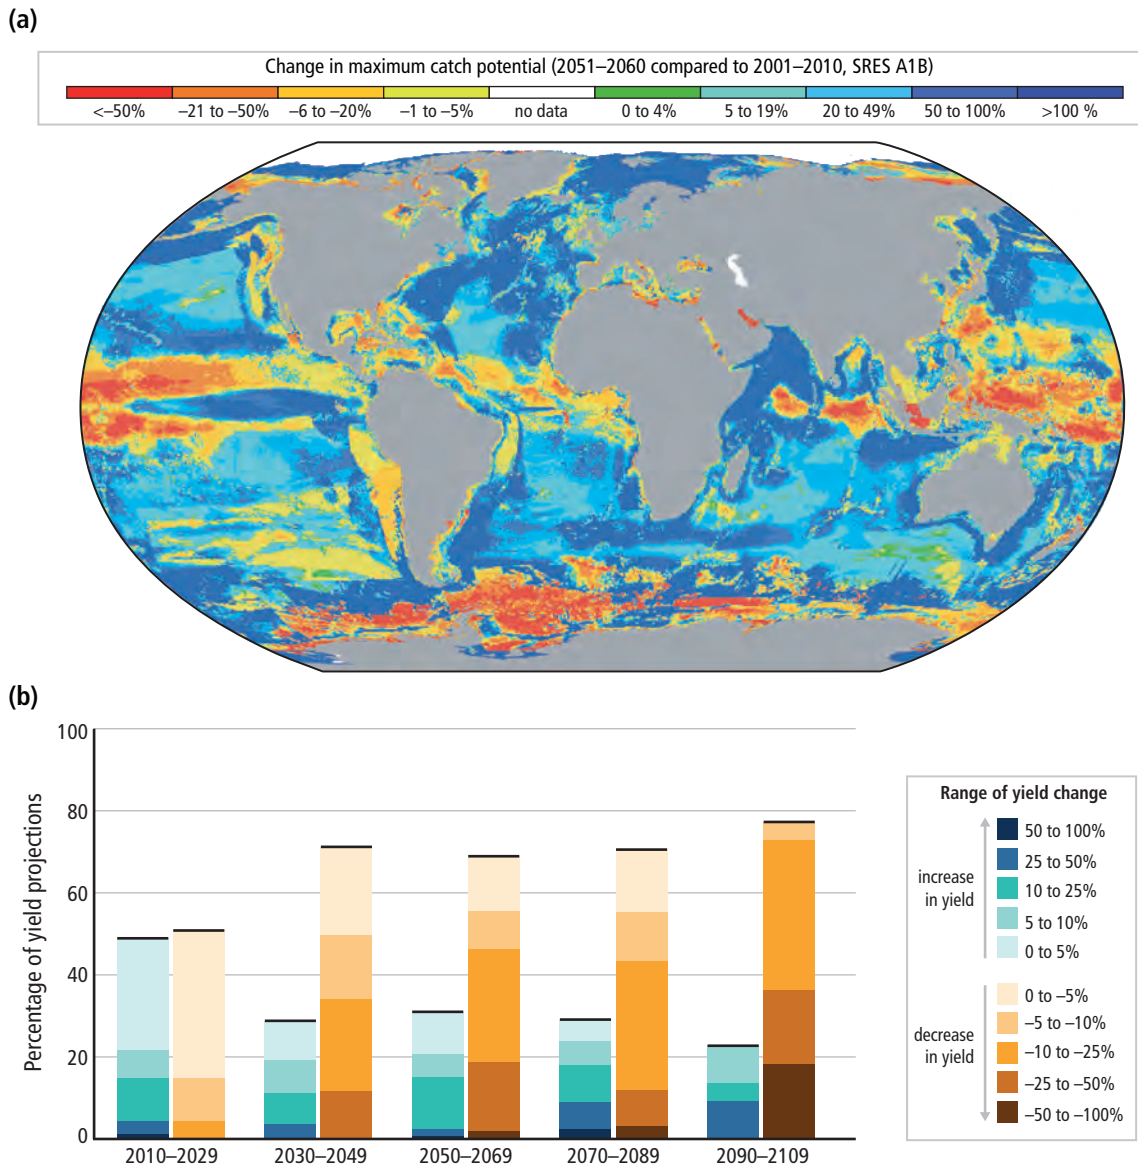 (a)
Change in maximum catch potential (2051–2060 compared to 2001–2010, SRES A1B)
<–50%
–21 to –50%
–6 to –20%
–1 to –5%
no data
0 to 4%
5 to 19%
20 to 49%
50 to 100%
>100 %
(b)
Percentage of yield projections
100
80
60
40
20
0
2010–2029
2030–2049
2050–2069
2070–2089
2090–2109
Range of yield change
increase
in yield
50 to 100%
25 to 50%
10 to 25%
5 to 10%
0 to 5%
decrease
in yield
0 to –5%
–5 to –10%
–10 to –25%
–25 to –50%
–50 to –100%